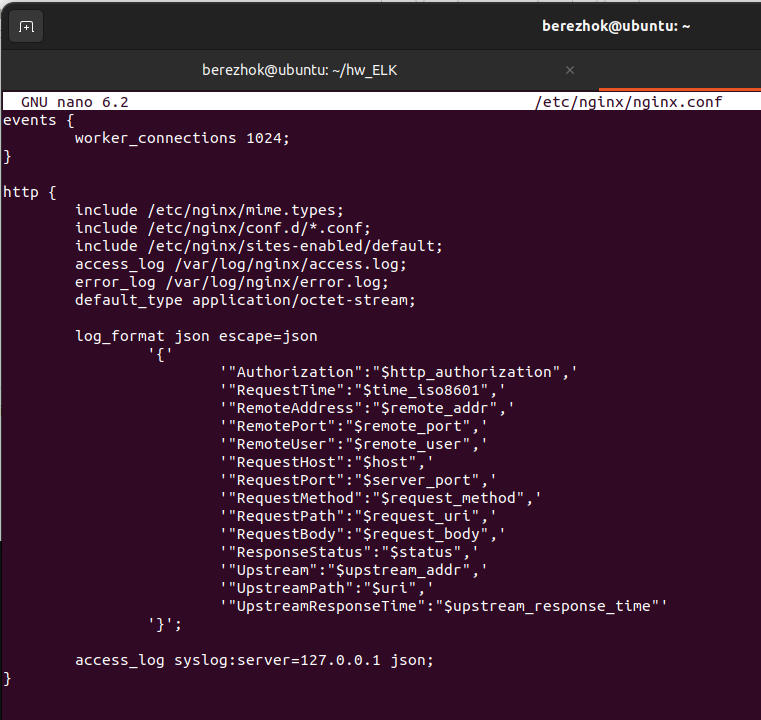 berezhok@ubuntu: ~
berezhok@ubuntu: ~/hw_ELK ×
GNU nano 6.2 /etc/nginx/nginx.conf
events {
        worker_connections 1024;
}

http {
        include /etc/nginx/mime.types;
        include /etc/nginx/conf.d/*.conf;
        include /etc/nginx/sites-enabled/default;
        access_log /var/log/nginx/access.log;
        error_log /var/log/nginx/error.log;
        default_type application/octet-stream;

        log_format json escape=json
                '{'
                        '"Authorization":"$http_authorization",'
                        '"RequestTime":"$time_iso8601",'
                        '"RemoteAddress":"$remote_addr",'
                        '"RemotePort":"$remote_port",'
                        '"RemoteUser":"$remote_user",'
                        '"RequestHost":"$host",'
                        '"RequestPort":"$server_port",'
                        '"RequestMethod":"$request_method",'
                        '"RequestPath":"$request_uri",'
                        '"RequestBody":"$request_body",'
                        '"ResponseStatus":"$status",'
                        '"Upstream":"$upstream_addr",'
                        '"UpstreamPath":"$uri",'
                        '"UpstreamResponseTime":"$upstream_response_time"'
                '}';

        access_log syslog:server=127.0.0.1 json;
}